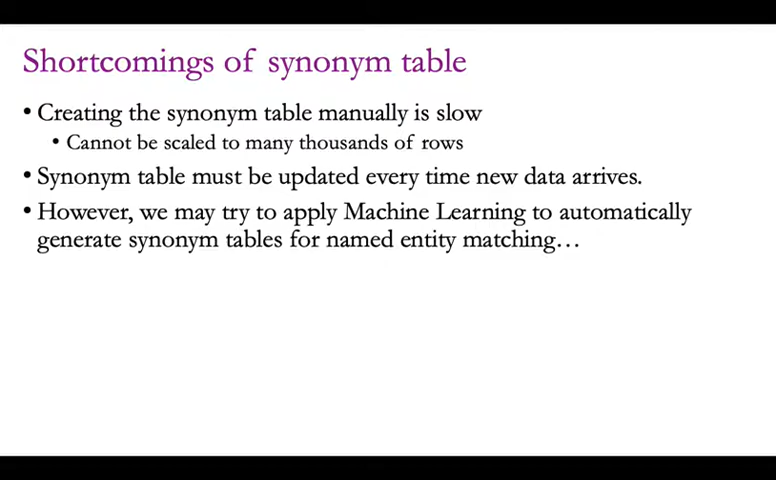 Shortcomings of synonym table
• Creating the synonym table manually is slow
• Cannot be scaled to many thousands of rows
• Synonym table must be updated every time new data arrives.
• However, we may try to apply Machine Learning to automatically
generate synonym tables for named entity matching…